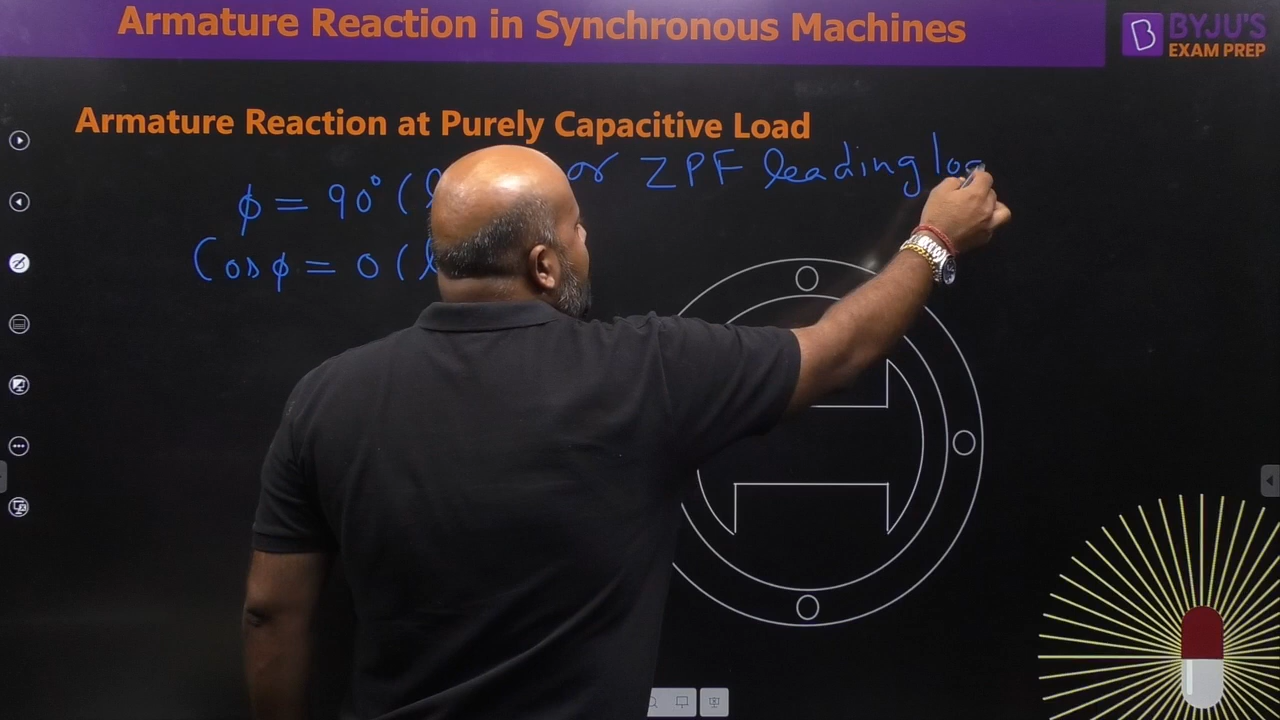 Armature Reaction in Synchronous Machines
BYJU'S
EXAM PREP
Armature Reaction at Purely Capacitive Load
ϕ = 90° ( or ZPF leading
Cos ϕ = 0 (